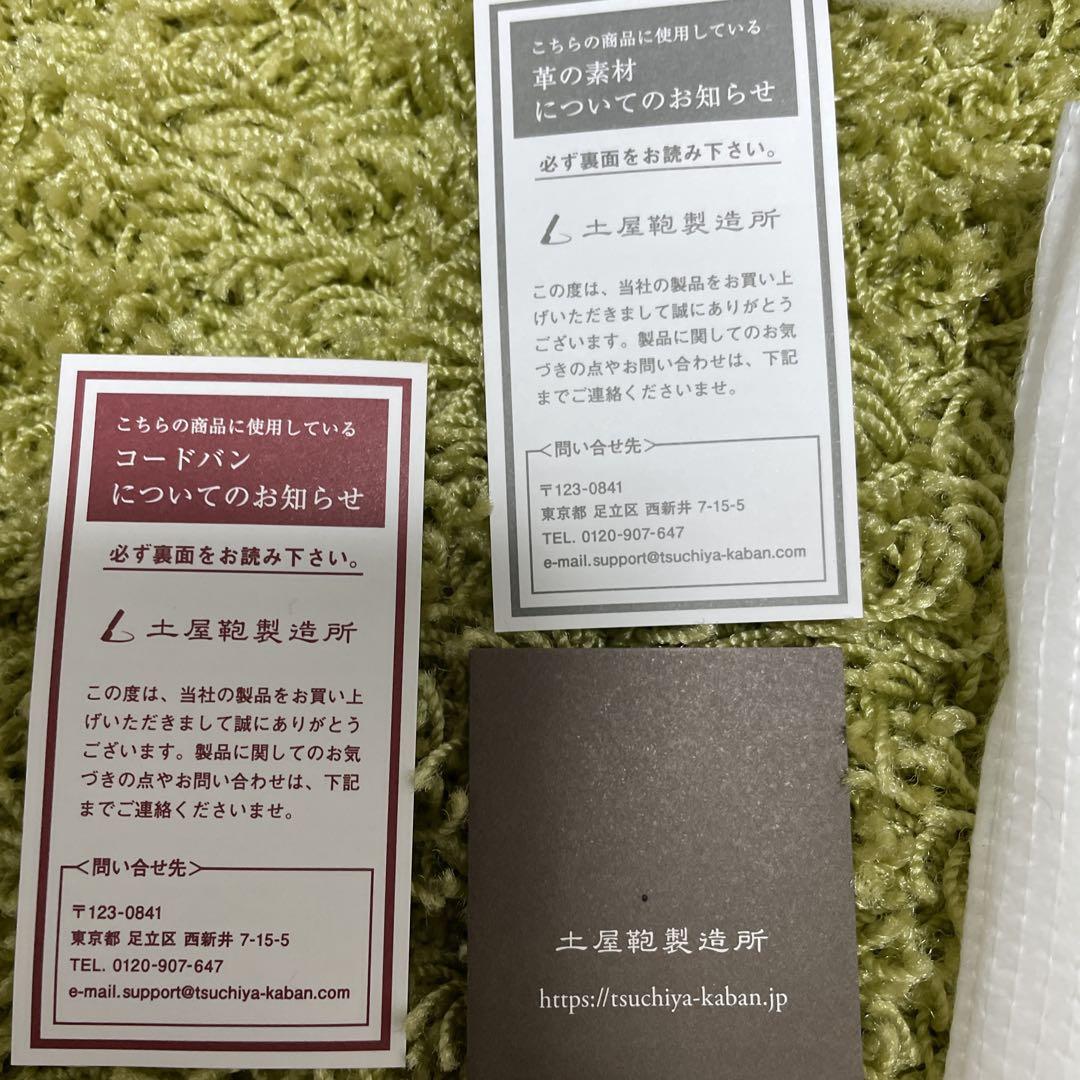 こちらの商品に使用している
革の素材
についてのお知らせ
必ず裏面をお読み下さい。
土屋鞄製造所
この度は、当社の製品をお買い上
げいただきまして誠にありがとう
ございます。製品に関してのお気
づきの点やお問い合わせは、下記
までご連絡くださいませ。
<問い合せ先>
〒123-0841
東京都 足立区 西新井 7-15-5
TEL. 0120-907-647
e-mail.support@tsuchiya-kaban.com
こちらの商品に使用している
コードバン
についてのお知らせ
必ず裏面をお読み下さい。
土屋鞄製造所
この度は、当社の製品をお買い上
げいただきまして誠にありがとう
ございます。製品に関してのお気
づきの点やお問い合わせは、下記
までご連絡くださいませ。
<問い合せ先>
〒123-0841
東京都 足立区 西新井 7-15-5
TEL. 0120-907-647
e-mail.support@tsuchiya-kaban.com
土屋鞄製造所
https://tsuchiya-kaban.jp